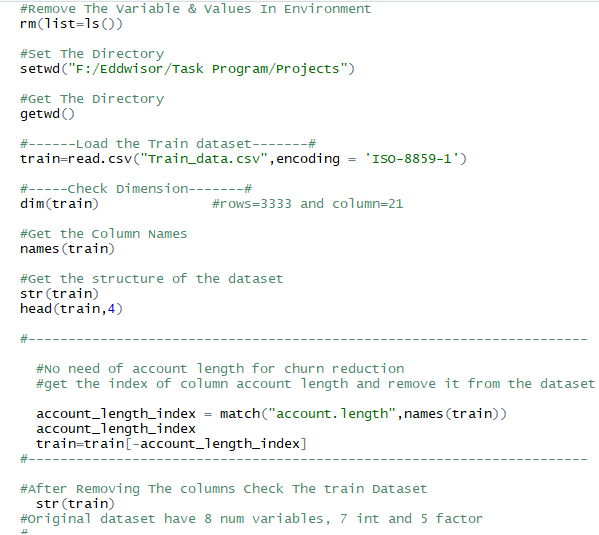 #Remove The Variable & Values In Environment
rm(list=ls())
#Set The Directory
setwd("F:/Eddwisor/Task Program/Projects")
#Get The Directory
getwd()
#------Load the Train dataset-------#
train=read.csv("Train_data.csv",encoding = 'ISO-8859-1')
#-----Check Dimension-------#
dim(train) #rows=3333 and column=21
#Get the Column Names
names(train)
#Get the structure of the dataset
str(train)
head(train,4)
#----------------------------------------------------------------------
#No need of account length for churn reduction
#get the index of column account length and remove it from the dataset
account_length_index = match("account.length",names(train))
account_length_index
train=train[-account_length_index]
#----------------------------------------------------------------------
#After Removing The columns Check The train Dataset
str(train)
#Original dataset have 8 num variables, 7 int and 5 factor
#